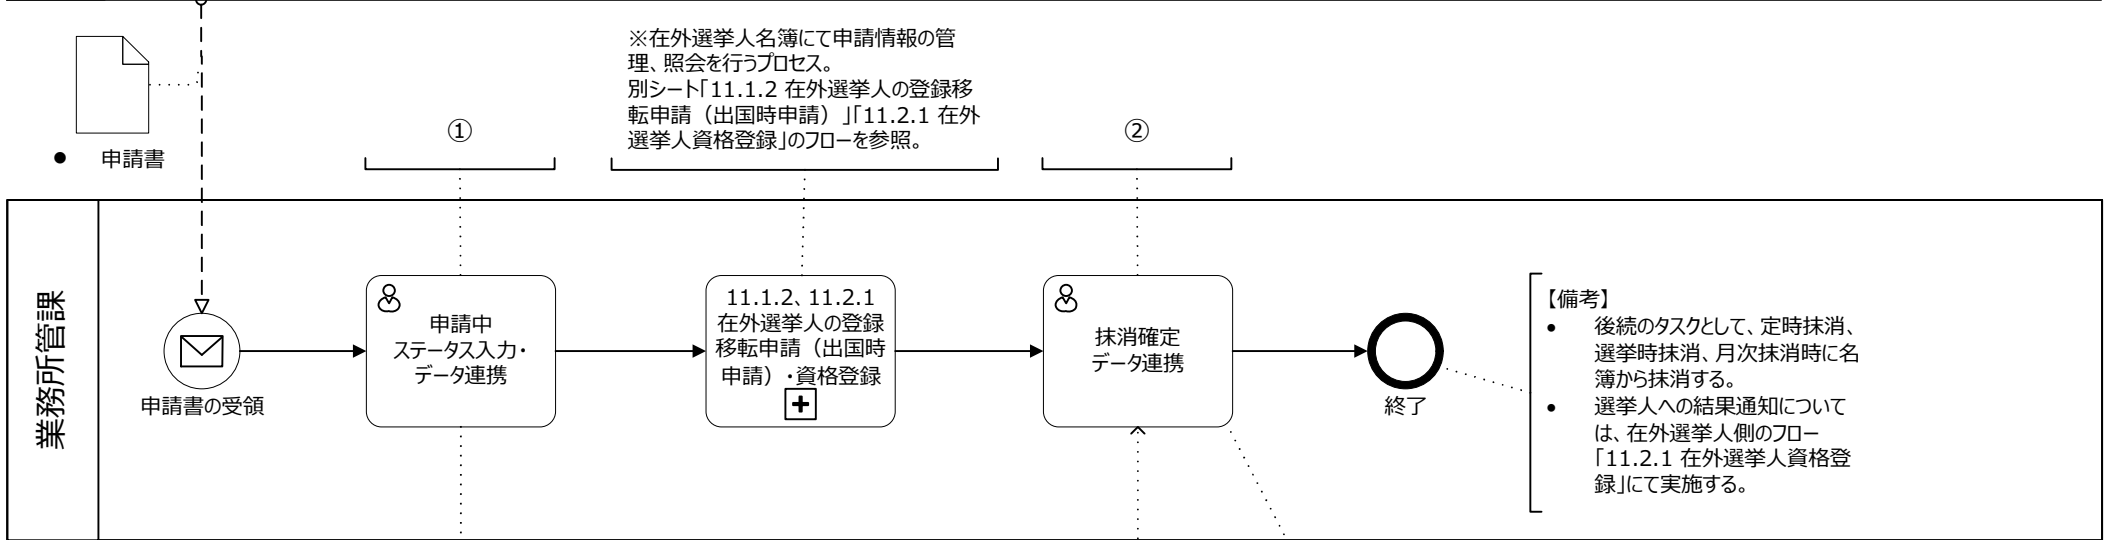 ※在外選挙人名簿にて申請情報の管
理、照会を行うプロセス。
別シート「11.1.2 在外選挙人の登録移
転申請（出国時申請）」「11.2.1 在外
選挙人資格登録」のフローを参照。
①
②
● 申請書
業務所管課
申請書の受領
申請中
ステータス入力・
データ連携
11.1.2、11.2.1
在外選挙人の登録
移転申請（出国時
申請）・資格登録
抹消確定
データ連携
終了
【備考】
• 後続のタスクとして、定時抹消、
選挙時抹消、月次抹消時に名
簿から抹消する。
• 選挙人への結果通知について
は、在外選挙人側のフロー
「11.2.1 在外選挙人資格登
録」にて実施する。